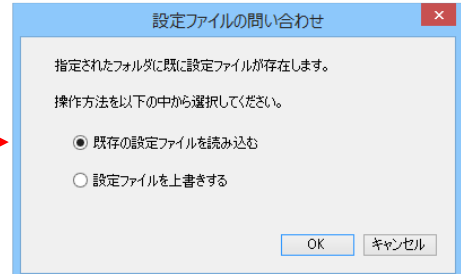 設定ファイルの問い合わせ
指定されたフォルダに既に設定ファイルが存在します。
操作方法を以下の中から選択してください。
既存の設定ファイルを読み込む
設定ファイルを上書きする
OK キャンセル